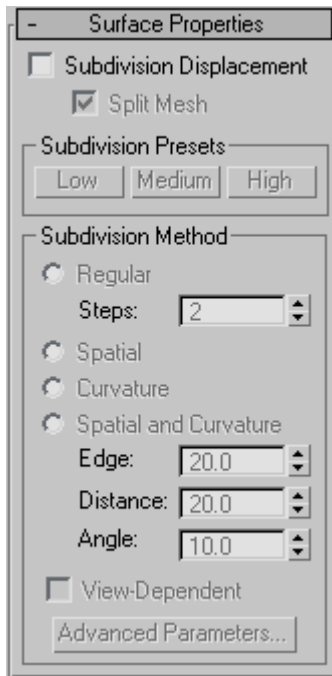 - Surface Properties
Subdivision Displacement
Split Mesh
Subdivision Presets
Low Medium High
Subdivision Method
Regular
Steps: 2
Spatial
Curvature
Spatial and Curvature
Edge: 20.0
Distance: 20.0
Angle: 10.0
View-Dependent
Advanced Parameters...